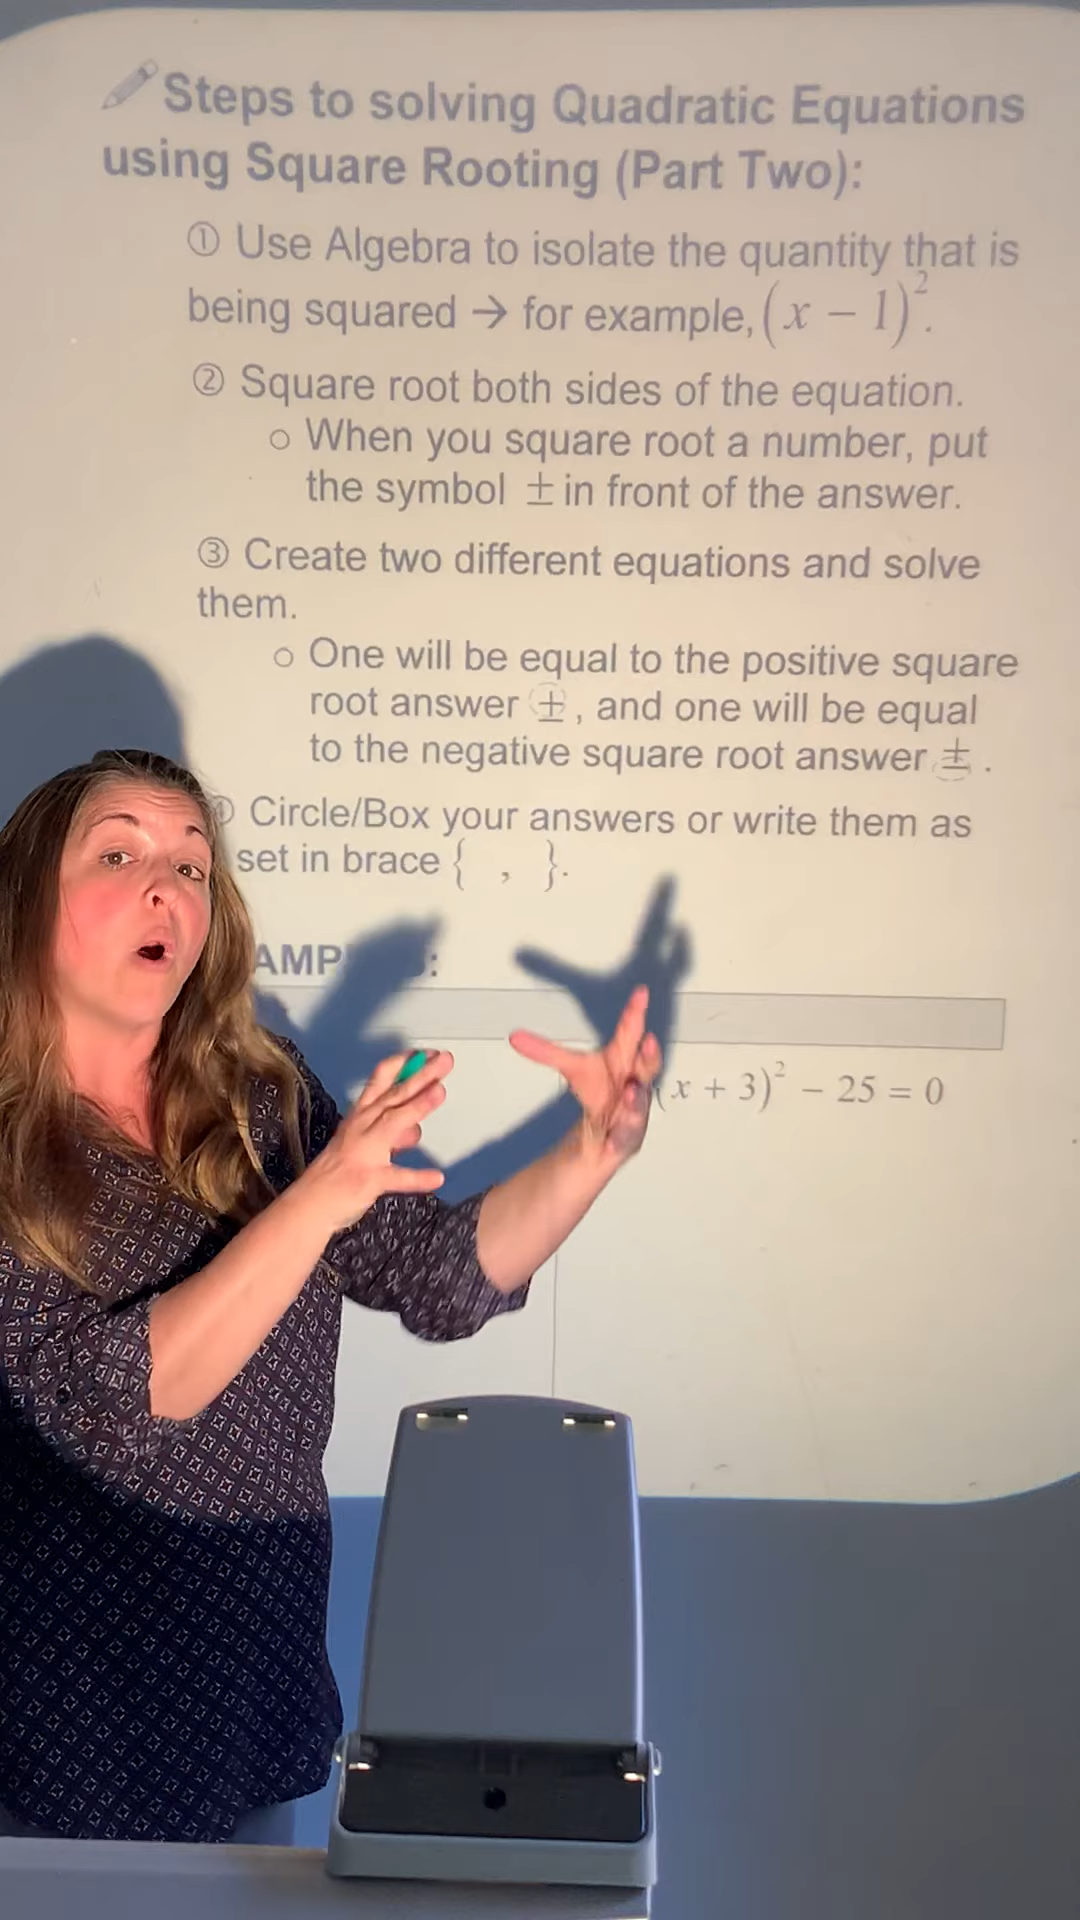 Steps to solving Quadratic Equations
using Square Rooting (Part Two):
① Use Algebra to isolate the quantity that is
being squared → for example, (x − 1)².
② Square root both sides of the equation.
○ When you square root a number, put
the symbol ± in front of the answer.
③ Create two different equations and solve
them.
○ One will be equal to the positive square
root answer ±, and one will be equal
to the negative square root answer ± .
Circle/Box your answers or write them as
set in brace { , }.
AMP :
(x + 3)² − 25 = 0